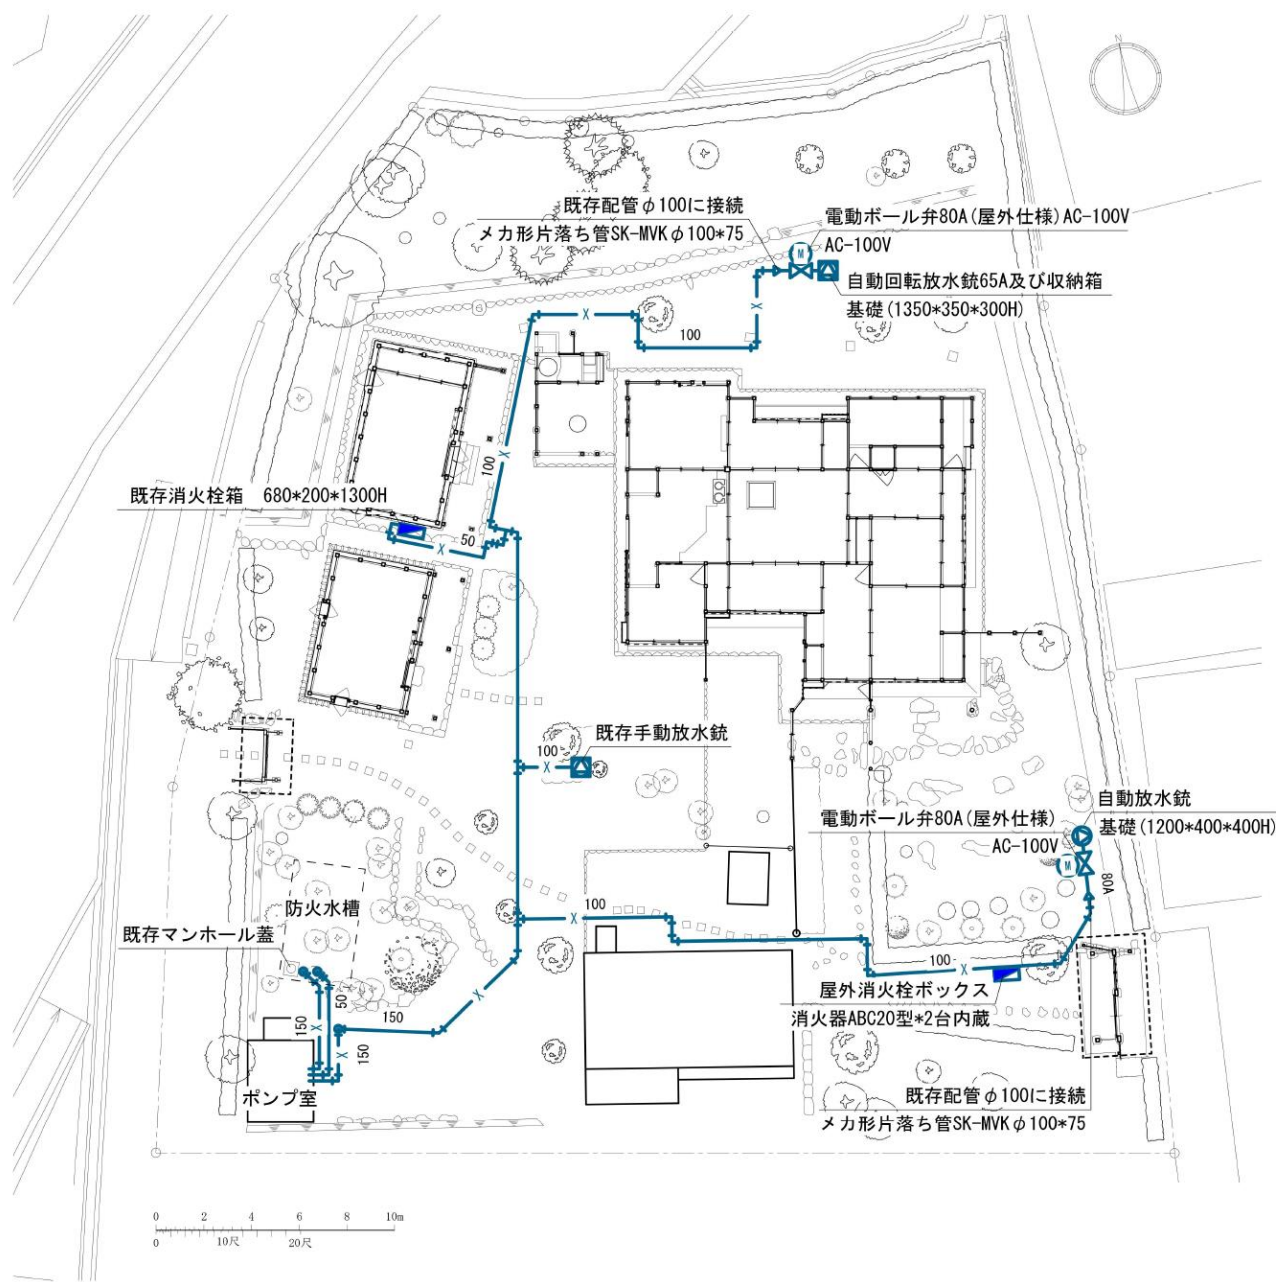 N
既存配管φ100に接続
メカ形片落ち管SK-MVKφ100*75
電動ボール弁80A(屋外仕様)AC-100V
AC-100V
M
自動回転放水銃65A及び収納箱
基礎(1350*350*300H)
X
X
100
100
X
既存消火栓箱 680*200*1300H
50
X
既存手動放水銃
100
X
自動放水銃
基礎(1200*400*400H)
電動ボール弁80A(屋外仕様)
AC-100V
M
80A
防火水槽
既存マンホール蓋
100
X
100
X
屋外消火栓ボックス
消火器ABC20型*2台内蔵
X
50
150
150
X
X
150
ポンプ室
既存配管φ100に接続
メカ形片落ち管SK-MVKφ100*75
0 2 4 6 8 10m
0 10尺 20尺